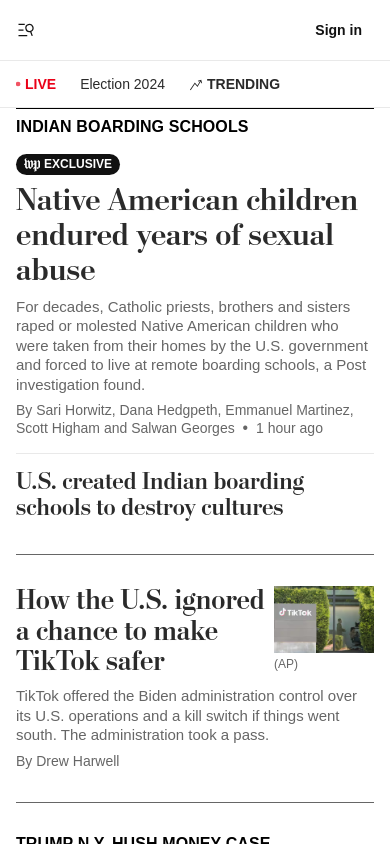 Sign in
LIVE Election 2024 TRENDING
INDIAN BOARDING SCHOOLS
wp EXCLUSIVE
Native American children
endured years of sexual
abuse
For decades, Catholic priests, brothers and sisters
raped or molested Native American children who
were taken from their homes by the U.S. government
and forced to live at remote boarding schools, a Post
investigation found.
By Sari Horwitz, Dana Hedgpeth, Emmanuel Martinez,
Scott Higham and Salwan Georges • 1 hour ago
U.S. created Indian boarding
schools to destroy cultures
How the U.S. ignored
a chance to make
TikTok safer
TikTok
(AP)
TikTok offered the Biden administration control over
its U.S. operations and a kill switch if things went
south. The administration took a pass.
By Drew Harwell
TRUMP N.Y. HUSH MONEY CASE